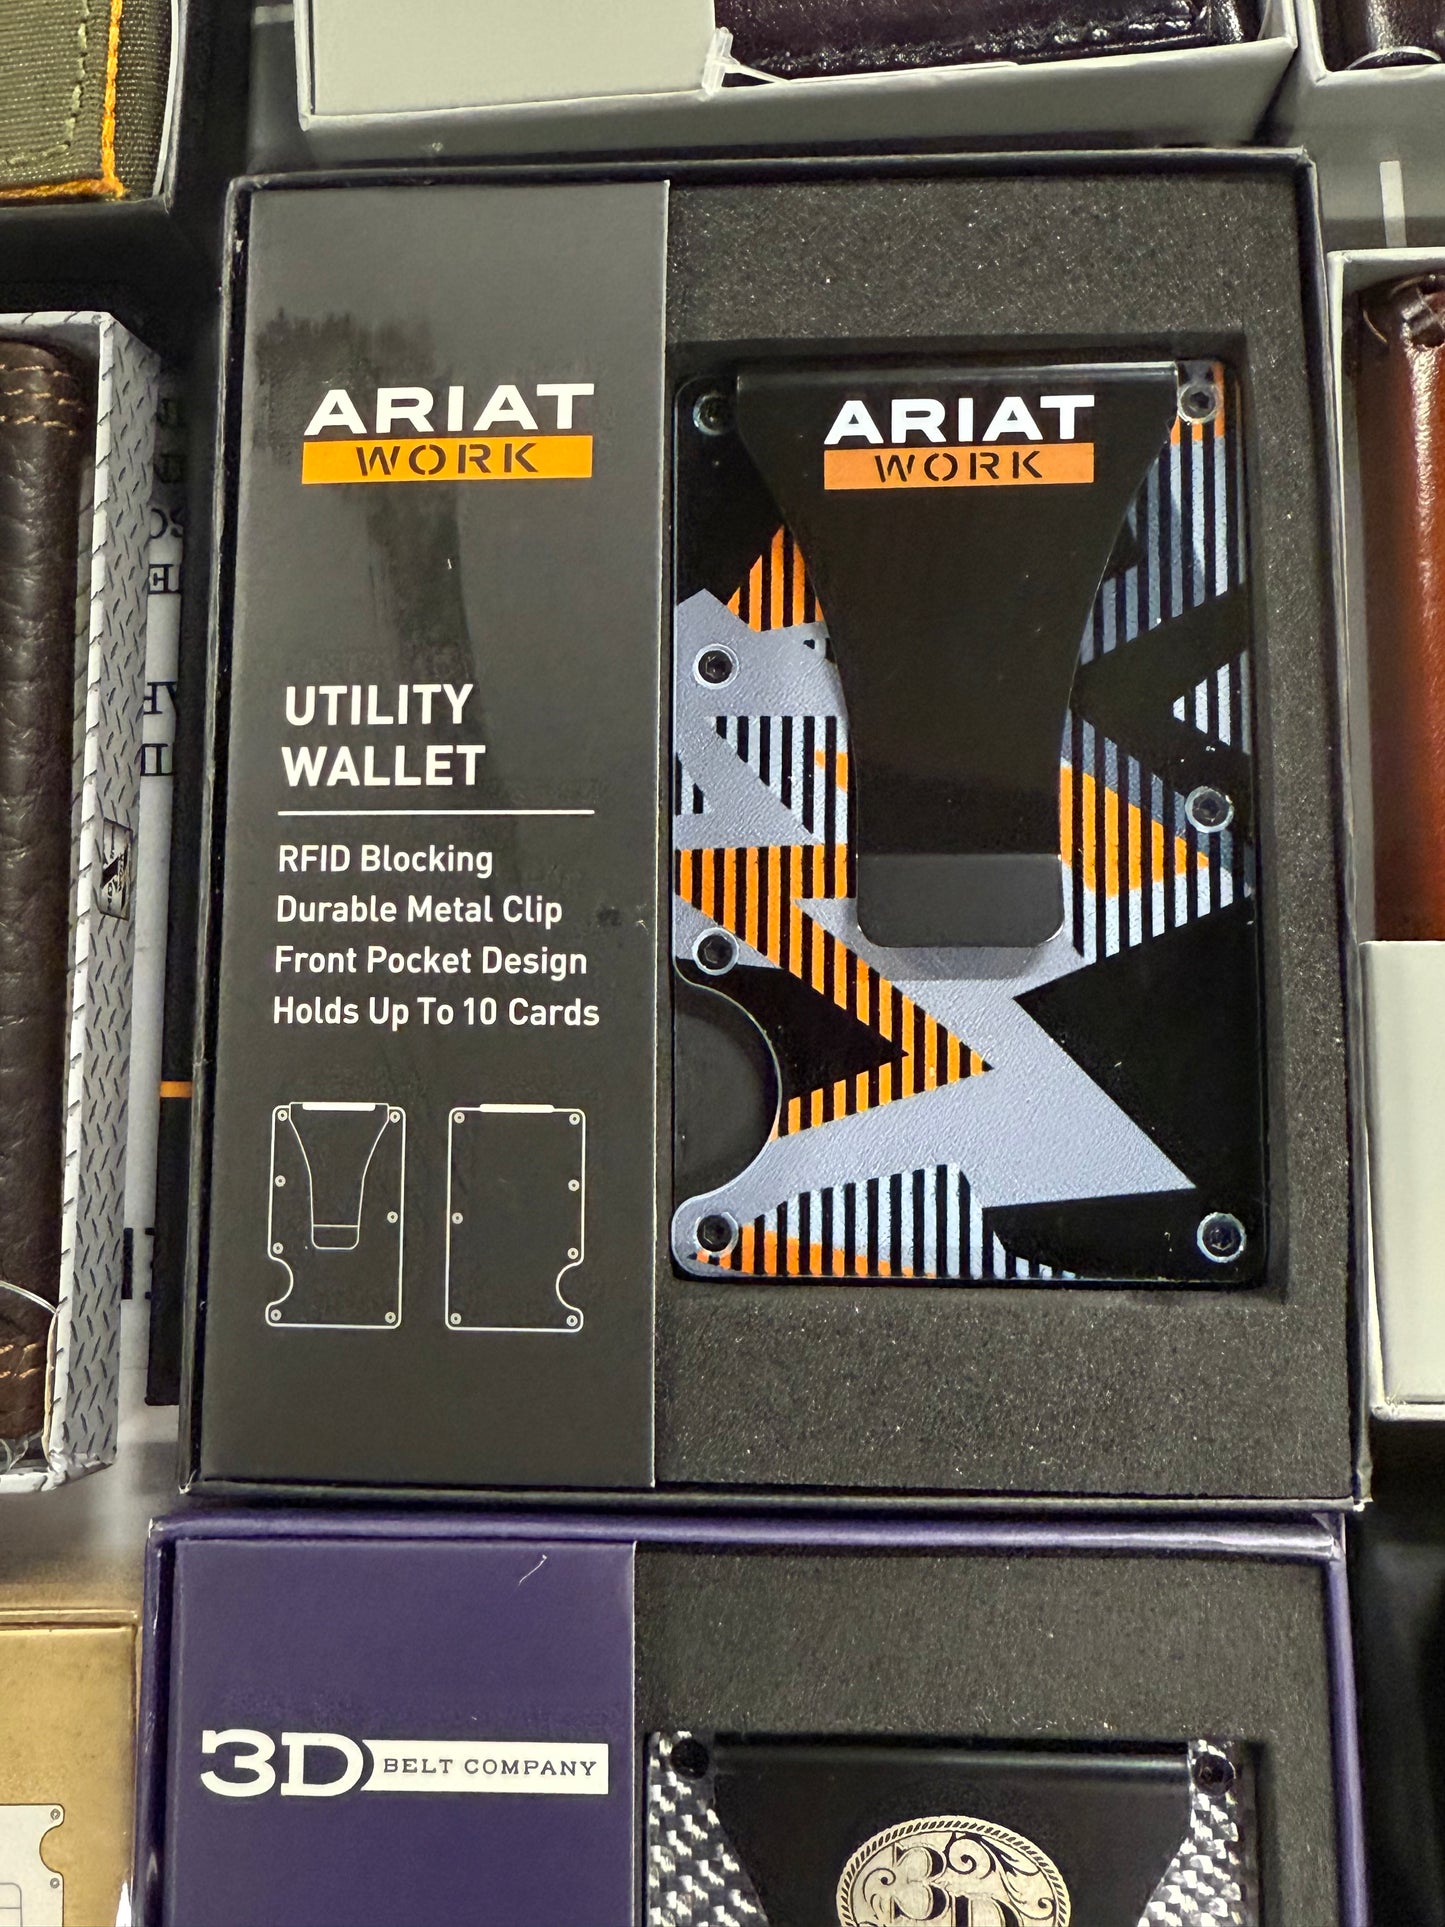 ARIAT
WORK
UTILITY
WALLET
RFID Blocking
Durable Metal Clip
Front Pocket Design
Holds Up To 10 Cards
ARIAT
WORK
3D
BELT COMPANY
3D